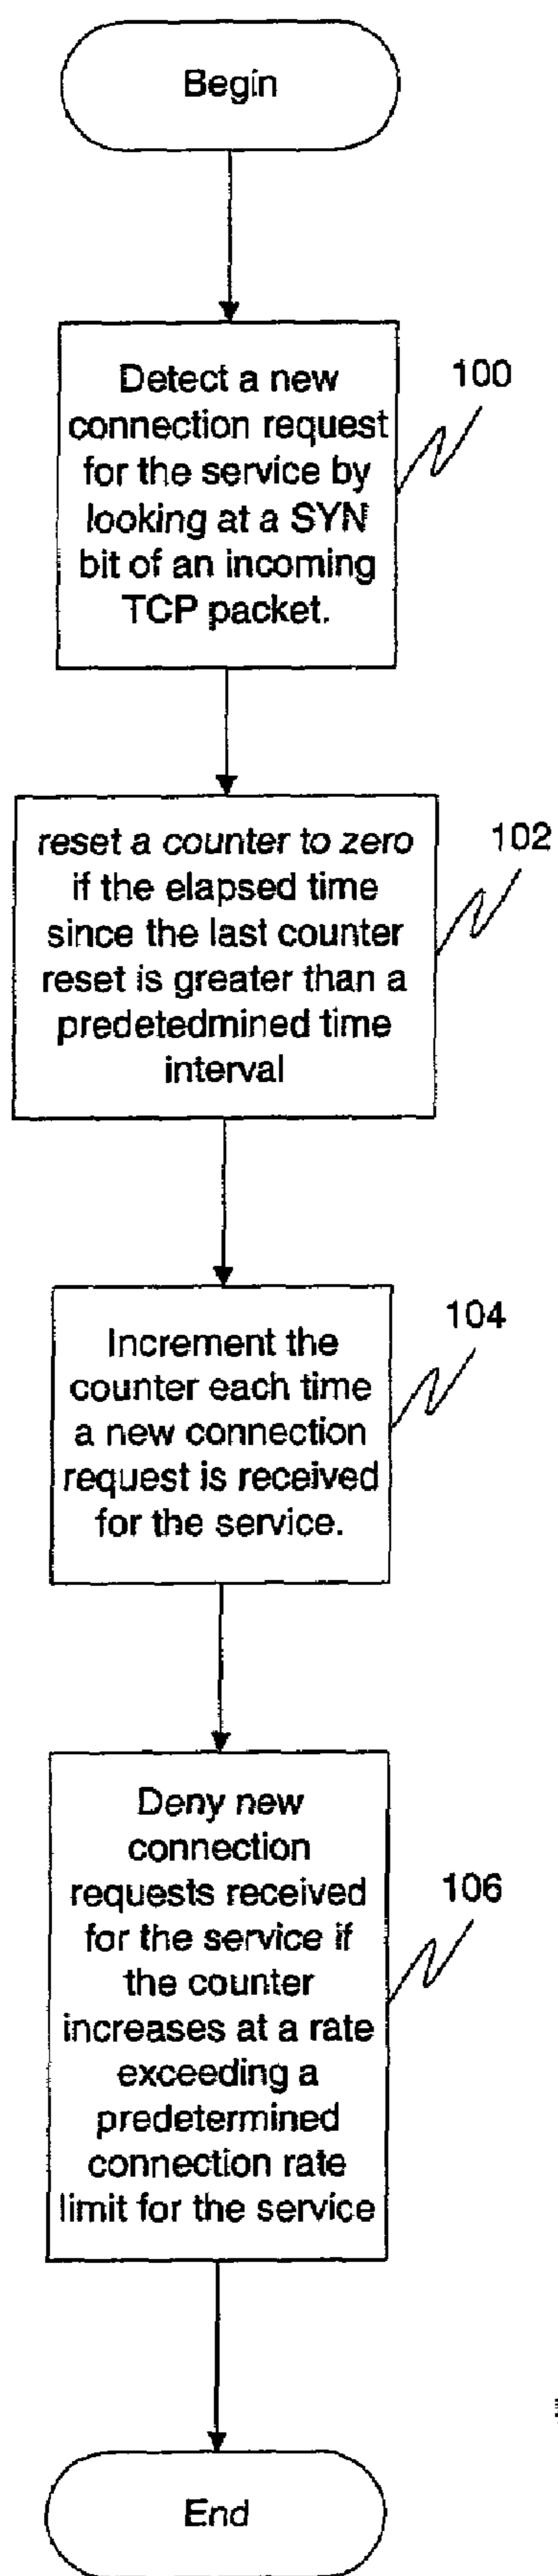 Begin
Detect a new
connection request
for the service by
looking at a SYN
bit of an incoming
TCP packet.
100
reset a counter to zero
if the elapsed time
since the last counter
reset is greater than a
predetedmined time
interval
102
Increment the
counter each time
a new connection
request is received
for the service.
104
Deny new
connection
requests received
for the service if
the counter
increases at a rate
exceeding a
predetermined
connection rate
limit for the service
106
End